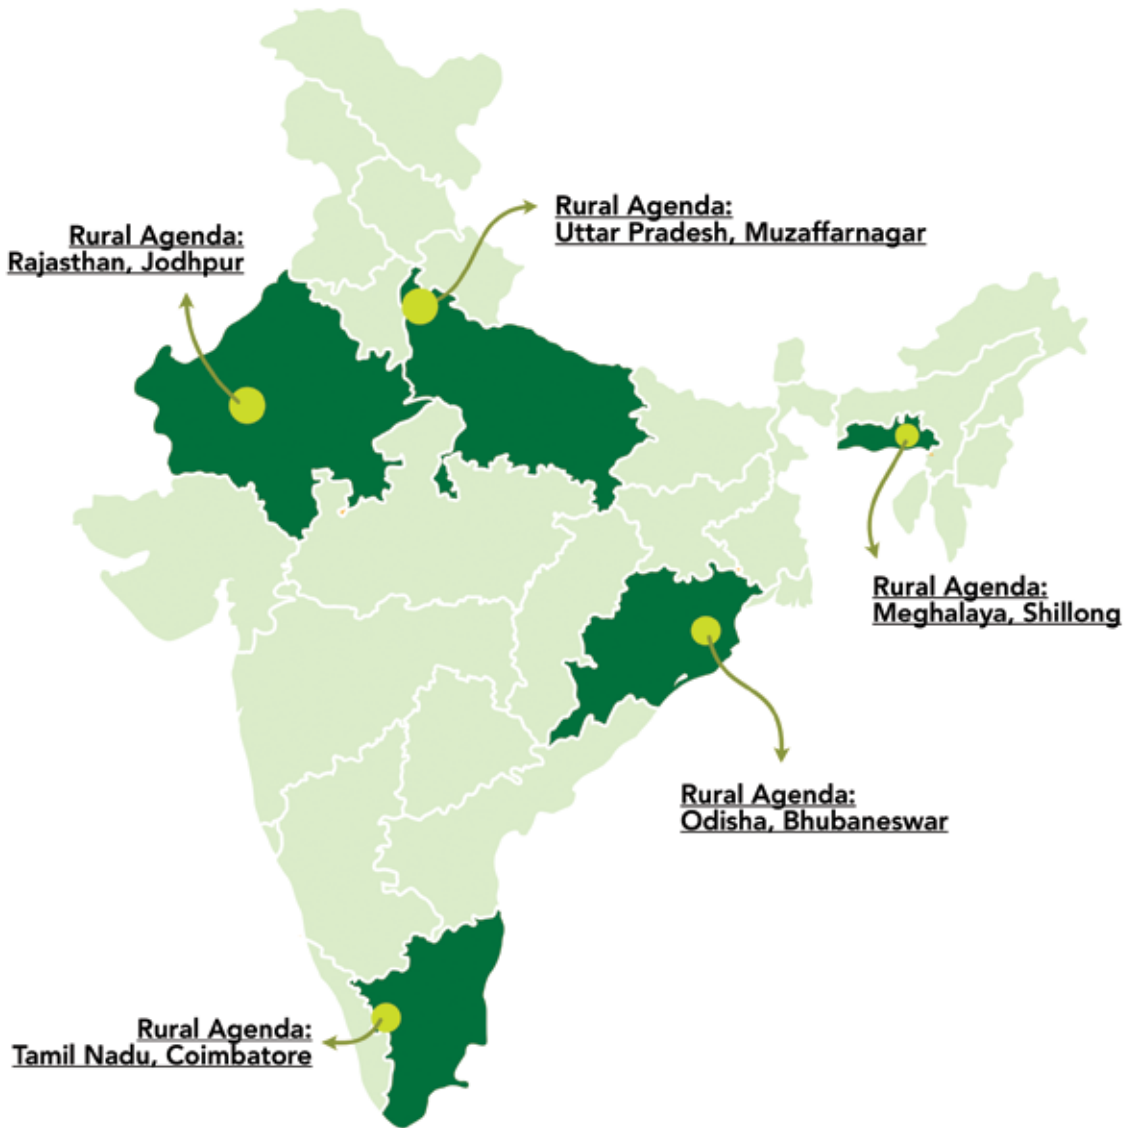 Rural Agenda:
Uttar Pradesh, Muzaffarnagar
Rural Agenda:
Rajasthan, Jodhpur
Rural Agenda:
Meghalaya, Shillong
Rural Agenda:
Odisha, Bhubaneswar
Rural Agenda:
Tamil Nadu, Coimbatore